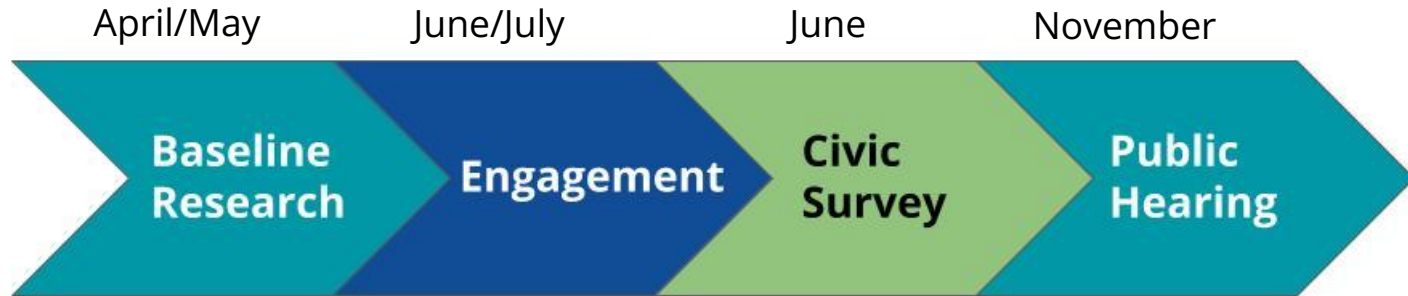 April/May
June/July
June
November
Baseline
Research
Engagement
Civic
Survey
Public
Hearing